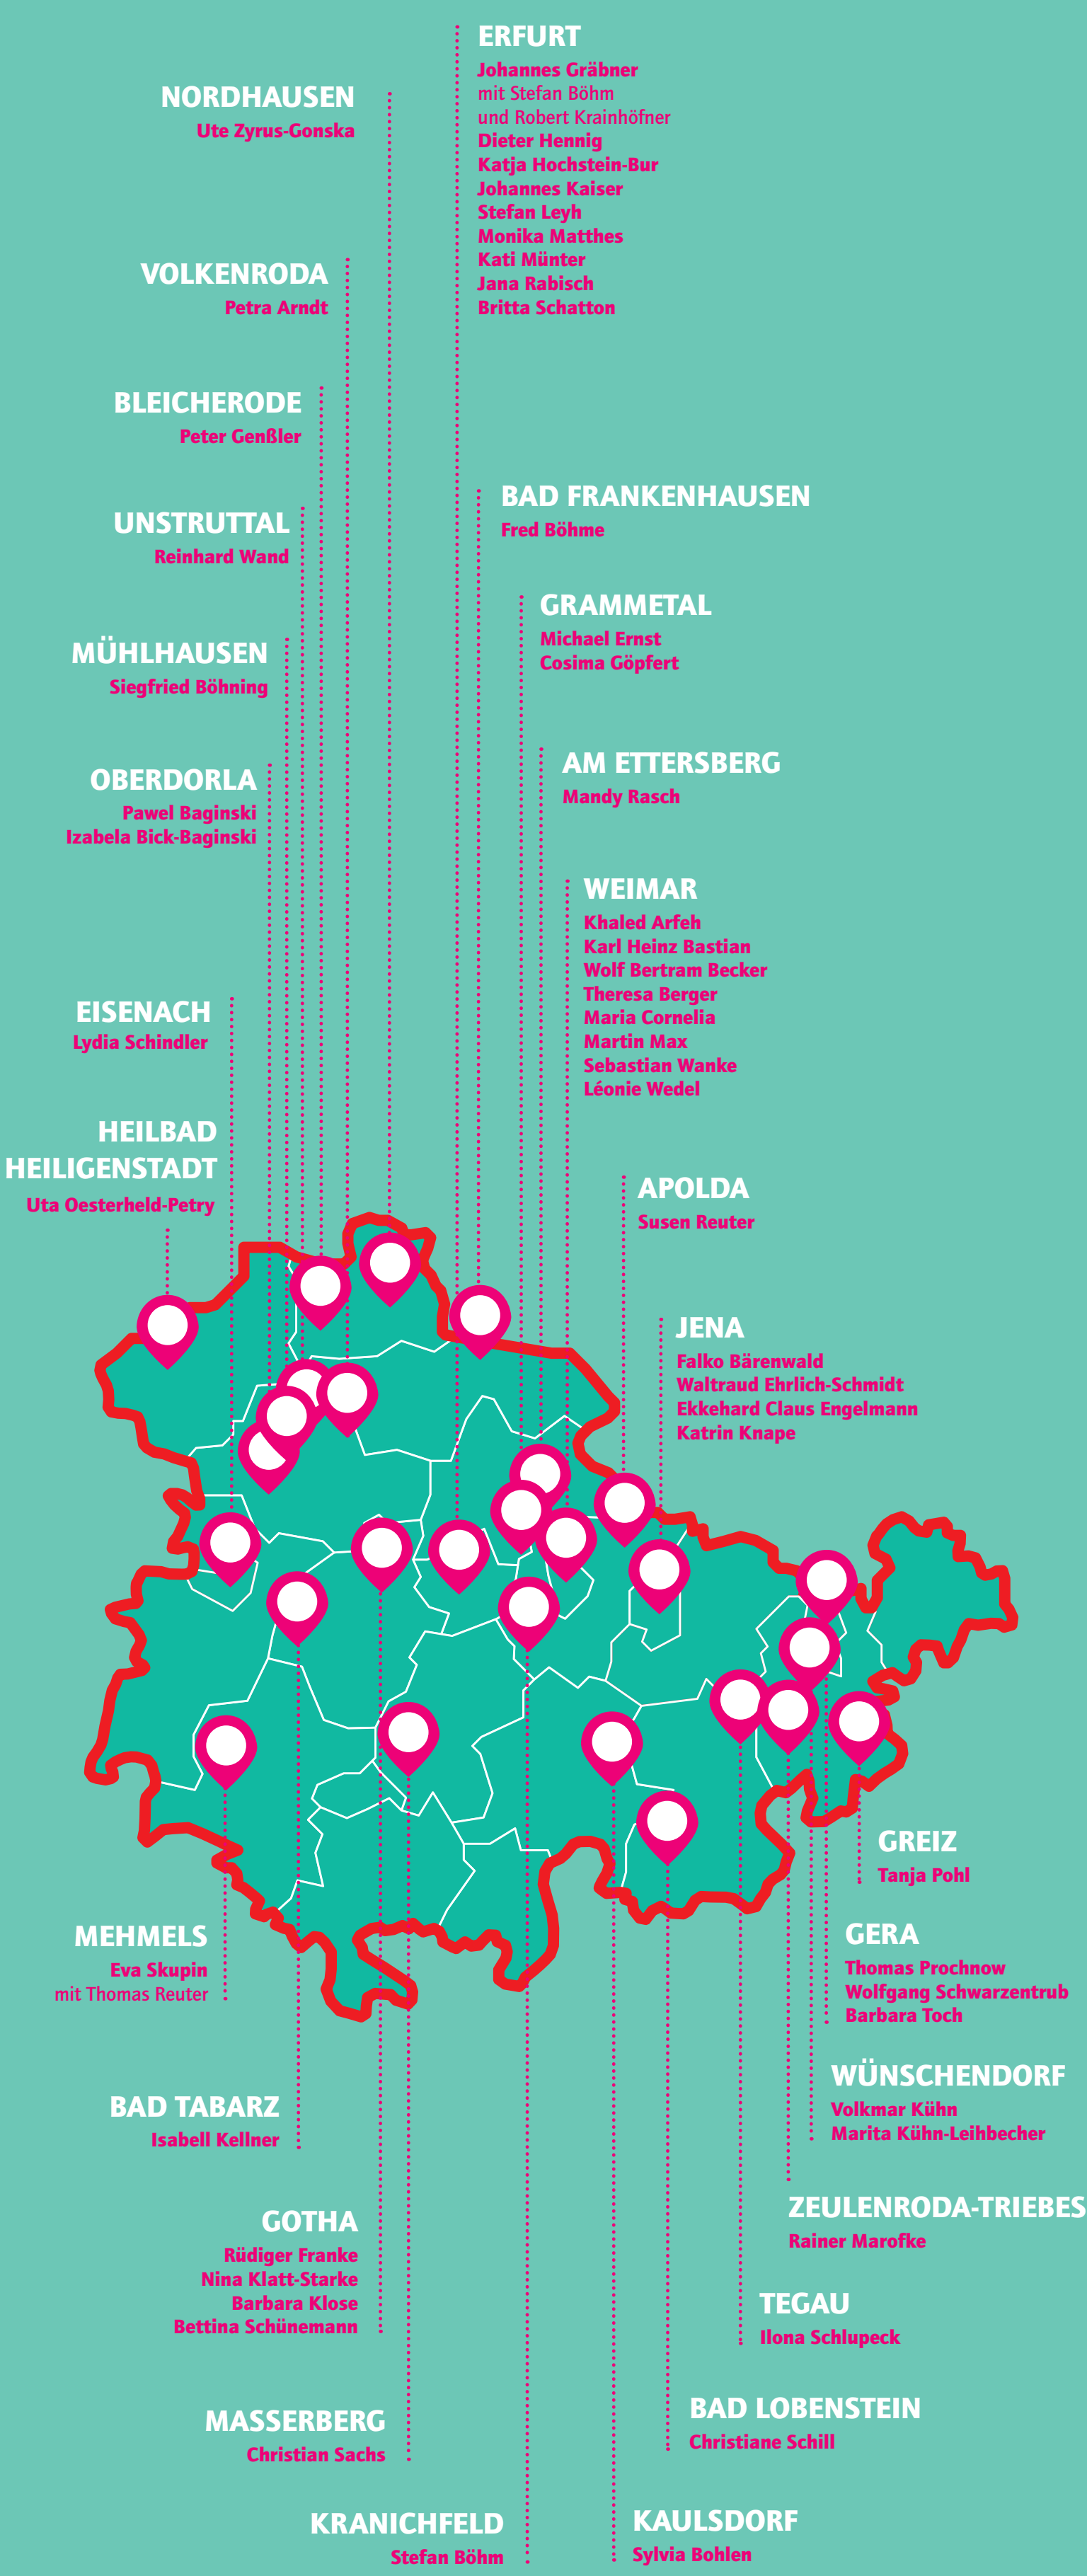 ERFURT
Johannes Gräbner
mit Stefan Böhm
und Robert Krainhöfner
Dieter Hennig
Katja Hochstein-Bur
Johannes Kaiser
Stefan Leyh
Monika Matthes
Kati Münter
Jana Rabisch
Britta Schatton
NORDHAUSEN
Ute Zyrus-Gonska
VOLKENRODA
Petra Arndt
BLEICHERODE
Peter Genßler
BAD FRANKENHAUSEN
Fred Böhme
UNSTRUTTAL
Reinhard Wand
GRAMMETAL
Michael Ernst
Cosima Göpfert
MÜHLHAUSEN
Siegfried Böhning
AM ETTERSBERG
Mandy Rasch
OBERDORLA
Pawel Baginski
Izabela Bick-Baginski
WEIMAR
Khaled Arfeh
Karl Heinz Bastian
Wolf Bertram Becker
Theresa Berger
Maria Cornelia
Martin Max
Sebastian Wanke
Léonie Wedel
EISENACH
Lydia Schindler
HEILBAD
HEILIGENSTADT
Uta Oesterheld-Petry
APOLDA
Susen Reuter
JENA
Falko Bärenwald
Waltraud Ehrlich-Schmidt
Ekkehard Claus Engelmann
Katrin Knape
GREIZ
Tanja Pohl
MEHMELS
Eva Skupin
mit Thomas Reuter
GERA
Thomas Prochnow
Wolfgang Schwarzentrub
Barbara Toch
WÜNSCHENDORF
Volkmar Kühn
Marita Kühn-Leihbecher
BAD TABARZ
Isabell Kellner
ZEULENRODA-TRIEBES
Rainer Marofke
GOTHA
Rüdiger Franke
Nina Klatt-Starke
Barbara Klose
Bettina Schünemann
TEGAU
Ilona Schlupeck
BAD LOBENSTEIN
Christiane Schill
MASSERBERG
Christian Sachs
KRANICHFELD
Stefan Böhm
KAULSDORF
Sylvia Bohlen